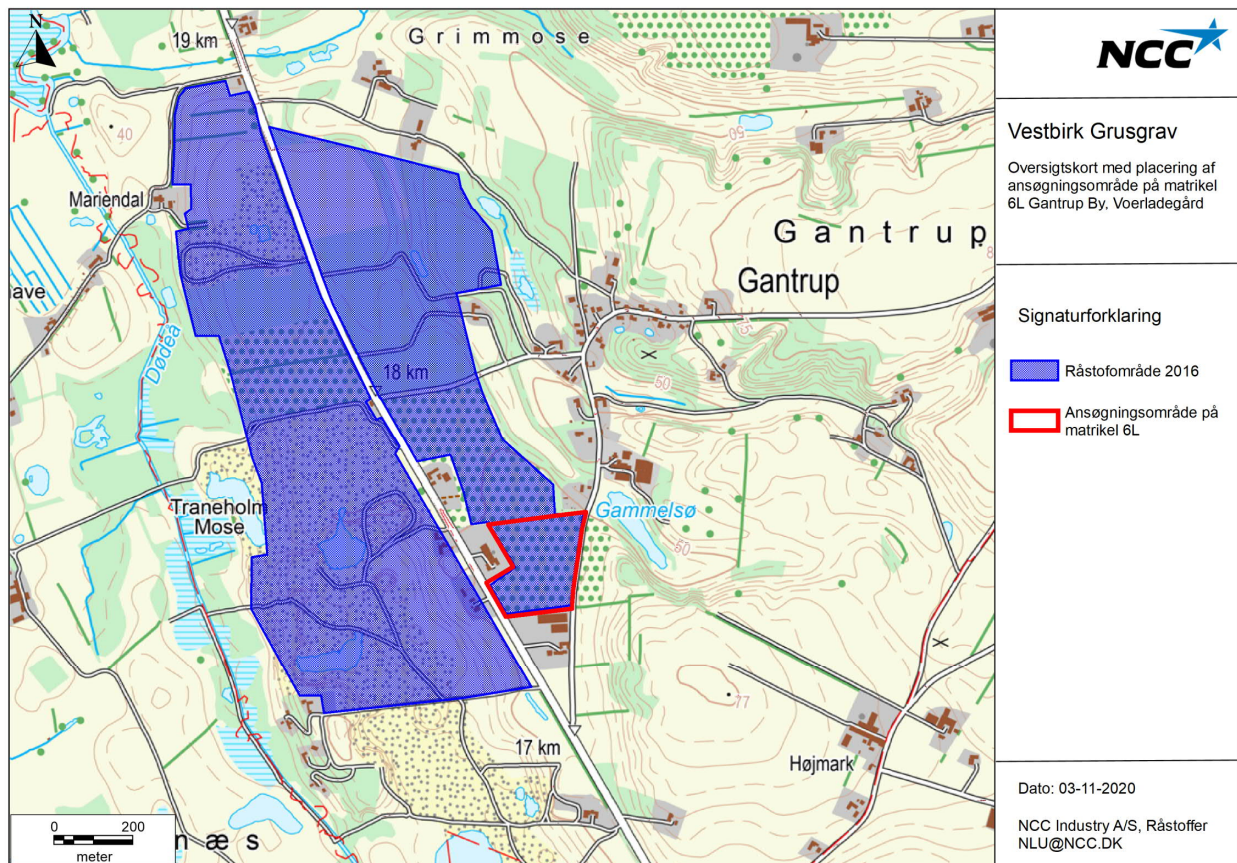 N
19 km
Grimmose
40
50
Mariendal
Gantrup
8
Gantrup
ave
75
Dødeå
18 km
50
Traneholm
Mose
Gammelsø
60
77
17 km
Højmark
0 200
meter
næs
NCC
Vestbirk Grusgrav
Oversigtskort med placering af
ansøgningsområde på matrikel
6L Gantrup By, Voerladegård
Signaturforklaring
Råstofområde 2016
Ansøgningsområde på
matrikel 6L
Dato: 03-11-2020
NCC Industry A/S, Råstoffer
NLU@NCC.DK